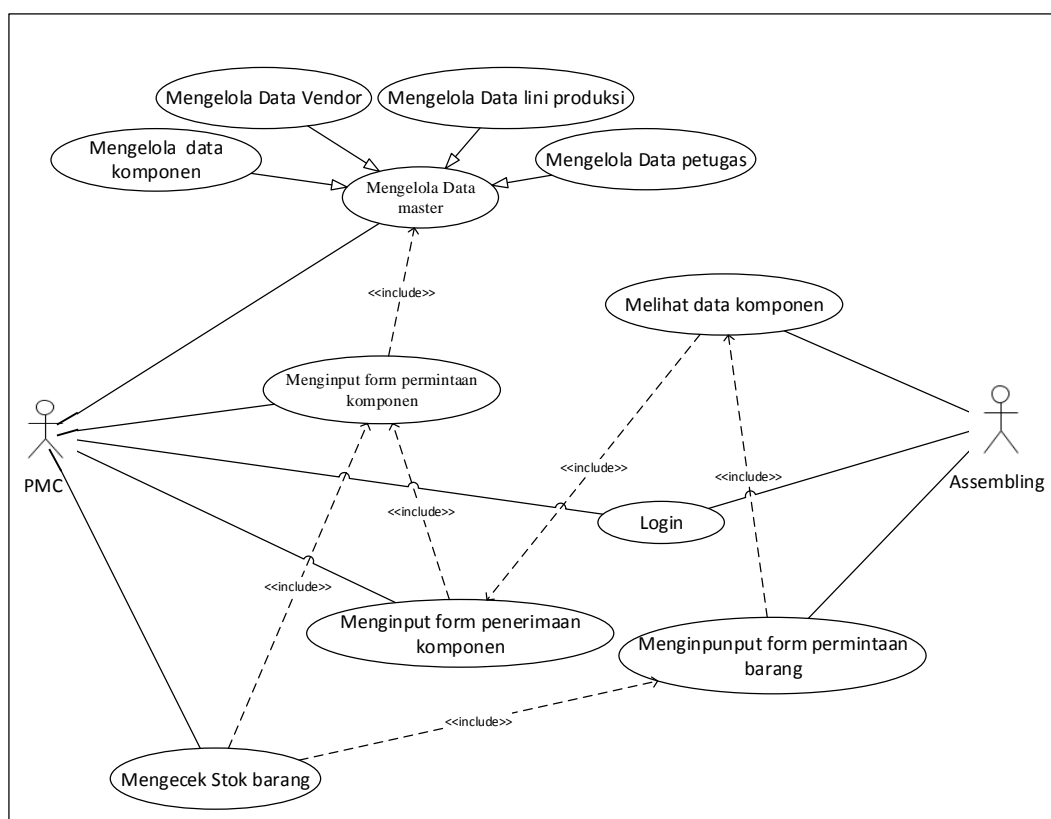 Mengelola Data Vendor
Mengelola Data lini produksi
Mengelola data
komponen
Mengelola Data petugas
Mengelola Data
master
<<include>>
Melihat data komponen
Menginput form permintaan
komponen
PMC
Assembling
<<include>>
<<include>>
<<include>>
Login
<<include>>
Menginput form penerimaan
komponen
Menginpunput form permintaan
barang
<<include>>
Mengecek Stok barang